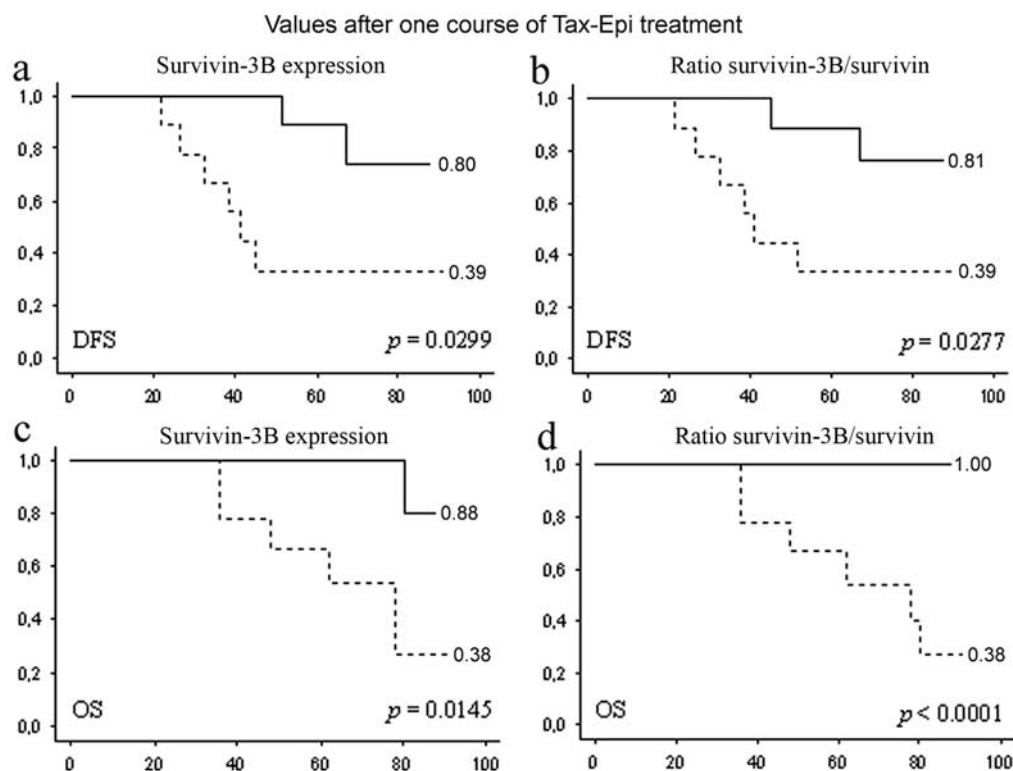 Values after one course of Tax-Epi treatment
a
Survivin-3B expression
1,0
0,8
0,6
0,4
0,2
0,0
0.80
0.39
DFS
p = 0.0299
0 20 40 60 80 100
b
Ratio survivin-3B/survivin
1,0
0,8
0,6
0,4
0,2
0,0
0.81
0.39
DFS
p = 0.0277
0 20 40 60 80 100
c
Survivin-3B expression
1,0
0,8
0,6
0,4
0,2
0,0
0.88
0.38
OS
p = 0.0145
0 20 40 60 80 100
d
Ratio survivin-3B/survivin
1,0
0,8
0,6
0,4
0,2
0,0
1.00
0.38
OS
p < 0.0001
0 20 40 60 80 100